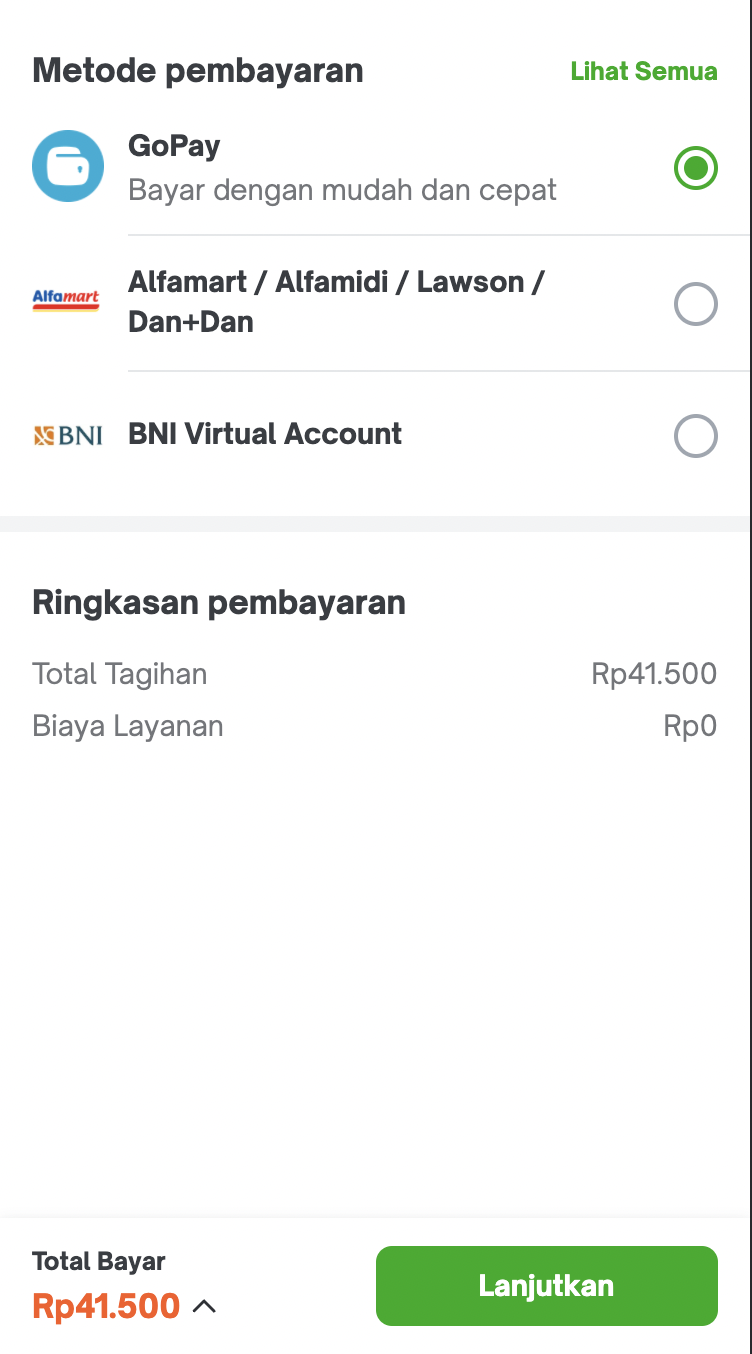 Metode pembayaran
Lihat Semua
GoPay
Bayar dengan mudah dan cepat
Alfamart
Alfamart / Alfamidi / Lawson /
Dan+Dan
BNI
BNI Virtual Account
Ringkasan pembayaran
Total Tagihan Rp41.500
Biaya Layanan Rp0
Total Bayar
Rp41.500
Lanjutkan